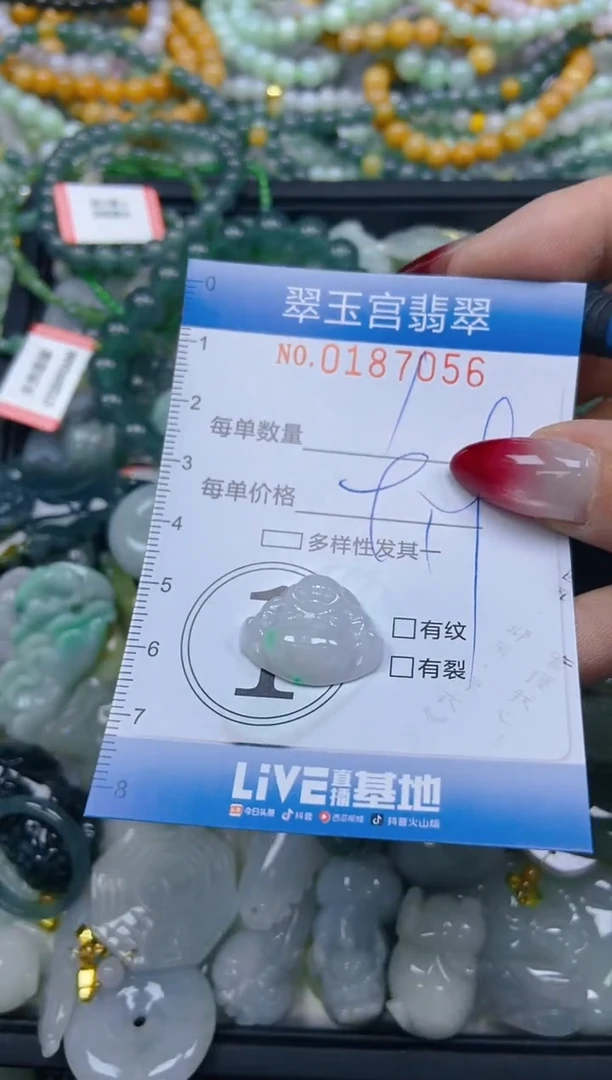 0
翠玉宫翡翠
NO.0187056
1
2
每单数量
3
每单价格
4
多样性发其一
5
1
有纹
6
有裂
7
LiVE直播基地
8
今日头条 抖音 西瓜视频 抖音火山版